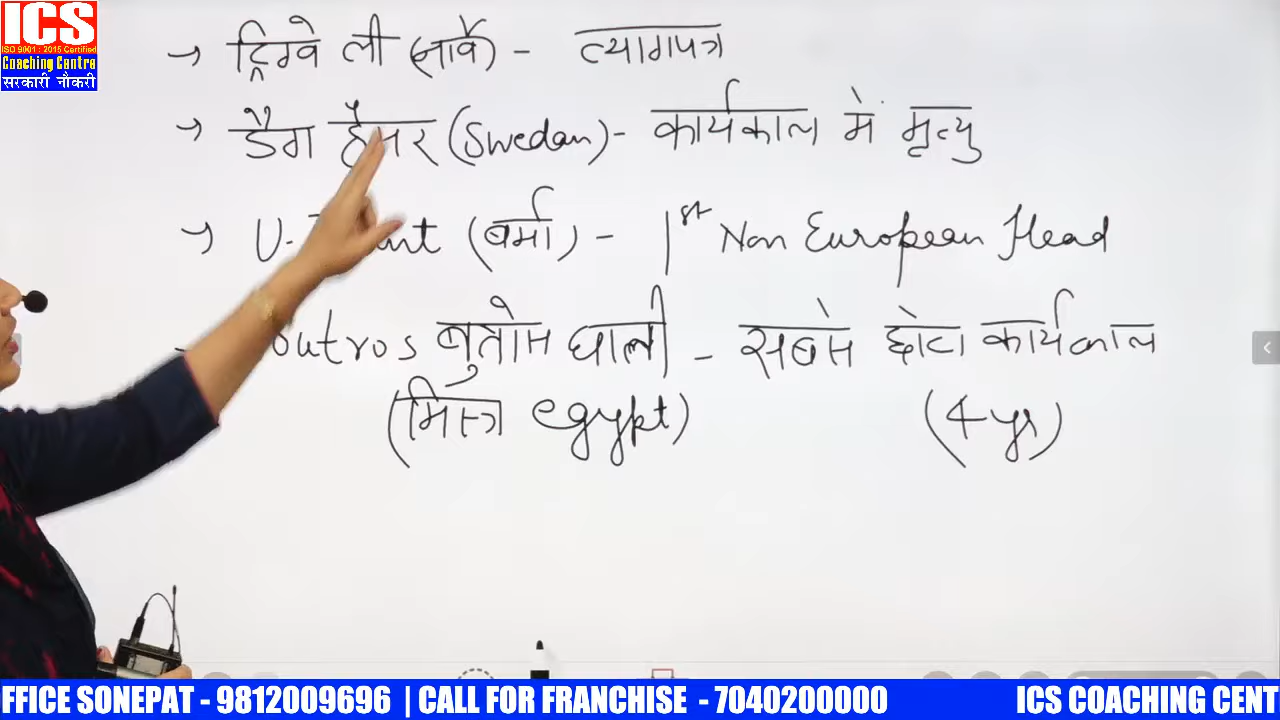 ICS
ISO 9001 : 2015 Certified
Coaching Centre
सरकारी नौकरी
→ ट्रिग्वे ली (नार्वे) - त्यागपत्र
→ डैग हैमर (Swedan) - कार्यकाल में मृत्यु
→ U. (बर्मा) - 1st Non European Head
outros बुतरोस घाली - सबसे छोटा कार्यकाल
(मिस्त्र egypt) (4 yr)
FFICE SONEPAT - 9812009696 | CALL FOR FRANCHISE - 7040200000 ICS COACHING CENT